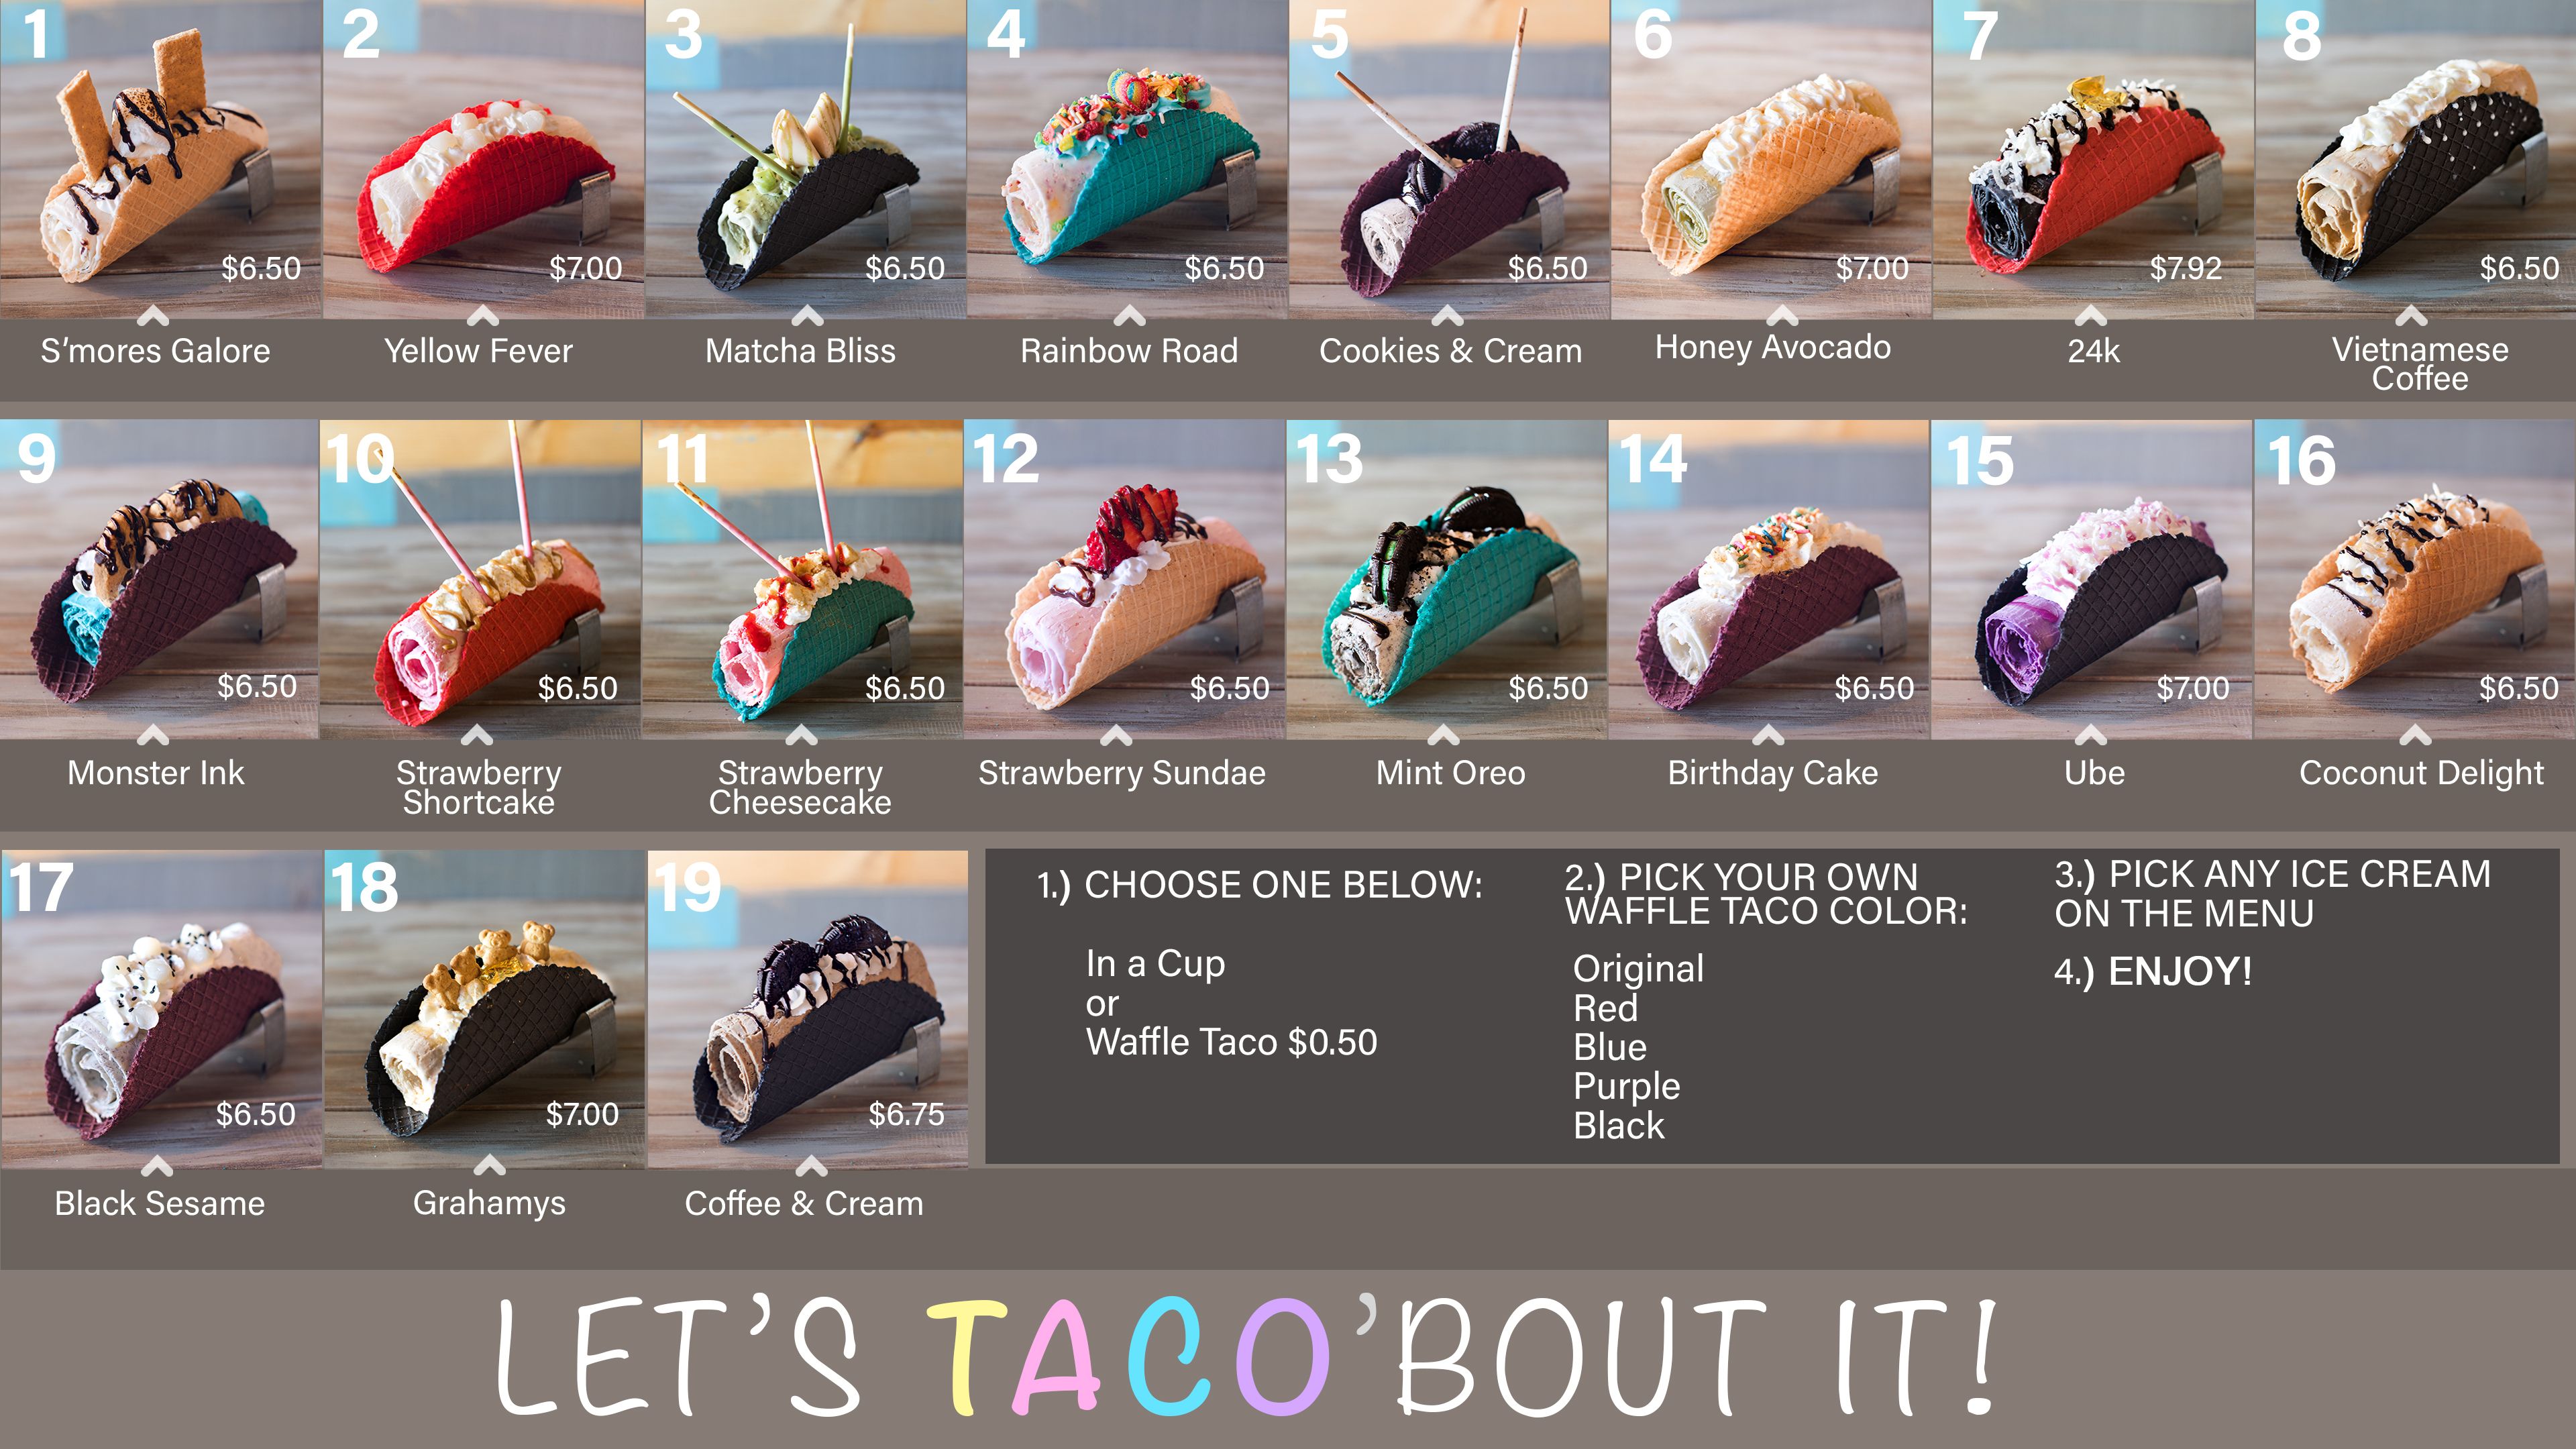 1
2
3
4
5
6
7
8
$6.50
$7.00
$6.50
$6.50
$6.50
$7.00
$7.92
$6.50
S'mores Galore
Yellow Fever
Matcha Bliss
Rainbow Road
Cookies & Cream
Honey Avocado
24k
Vietnamese
Coffee
9
10
11
12
13
14
15
16
$6.50
$6.50
$6.50
$6.50
$6.50
$6.50
$7.00
$6.50
Monster Ink
Strawberry
Shortcake
Strawberry
Cheesecake
Strawberry Sundae
Mint Oreo
Birthday Cake
Ube
Coconut Delight
17
18
19
$6.50
$7.00
$6.75
Black Sesame
Grahamys
Coffee & Cream
1.) CHOOSE ONE BELOW:
In a Cup
or
Waffle Taco $0.50
2.) PICK YOUR OWN
WAFFLE TACO COLOR:
Original
Red
Blue
Purple
Black
3.) PICK ANY ICE CREAM
ON THE MENU
4.) ENJOY!
LET'S TACO'BOUT IT!